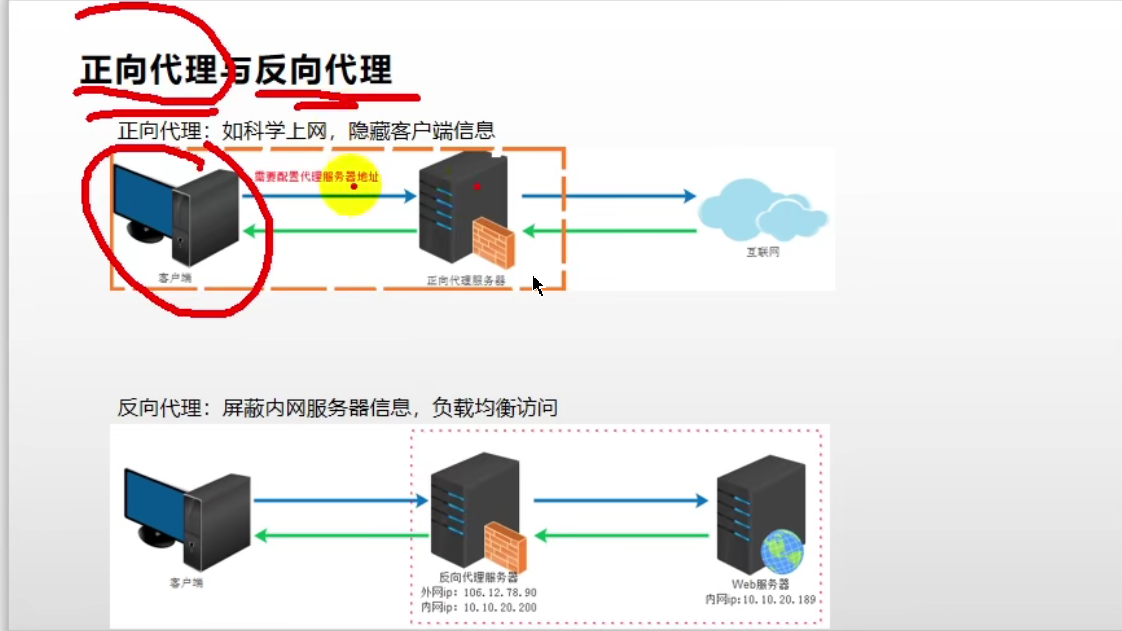 正向代理与反向代理
正向代理：如科学上网，隐藏客户端信息
需要配置代理服务器地址
客户端
正向代理服务器
互联网
反向代理：屏蔽内网服务器信息，负载均衡访问
客户端
反向代理服务器
外网ip：106.12.78.90
内网ip：10.10.20.200
Web服务器
内网ip:10.10.20.189